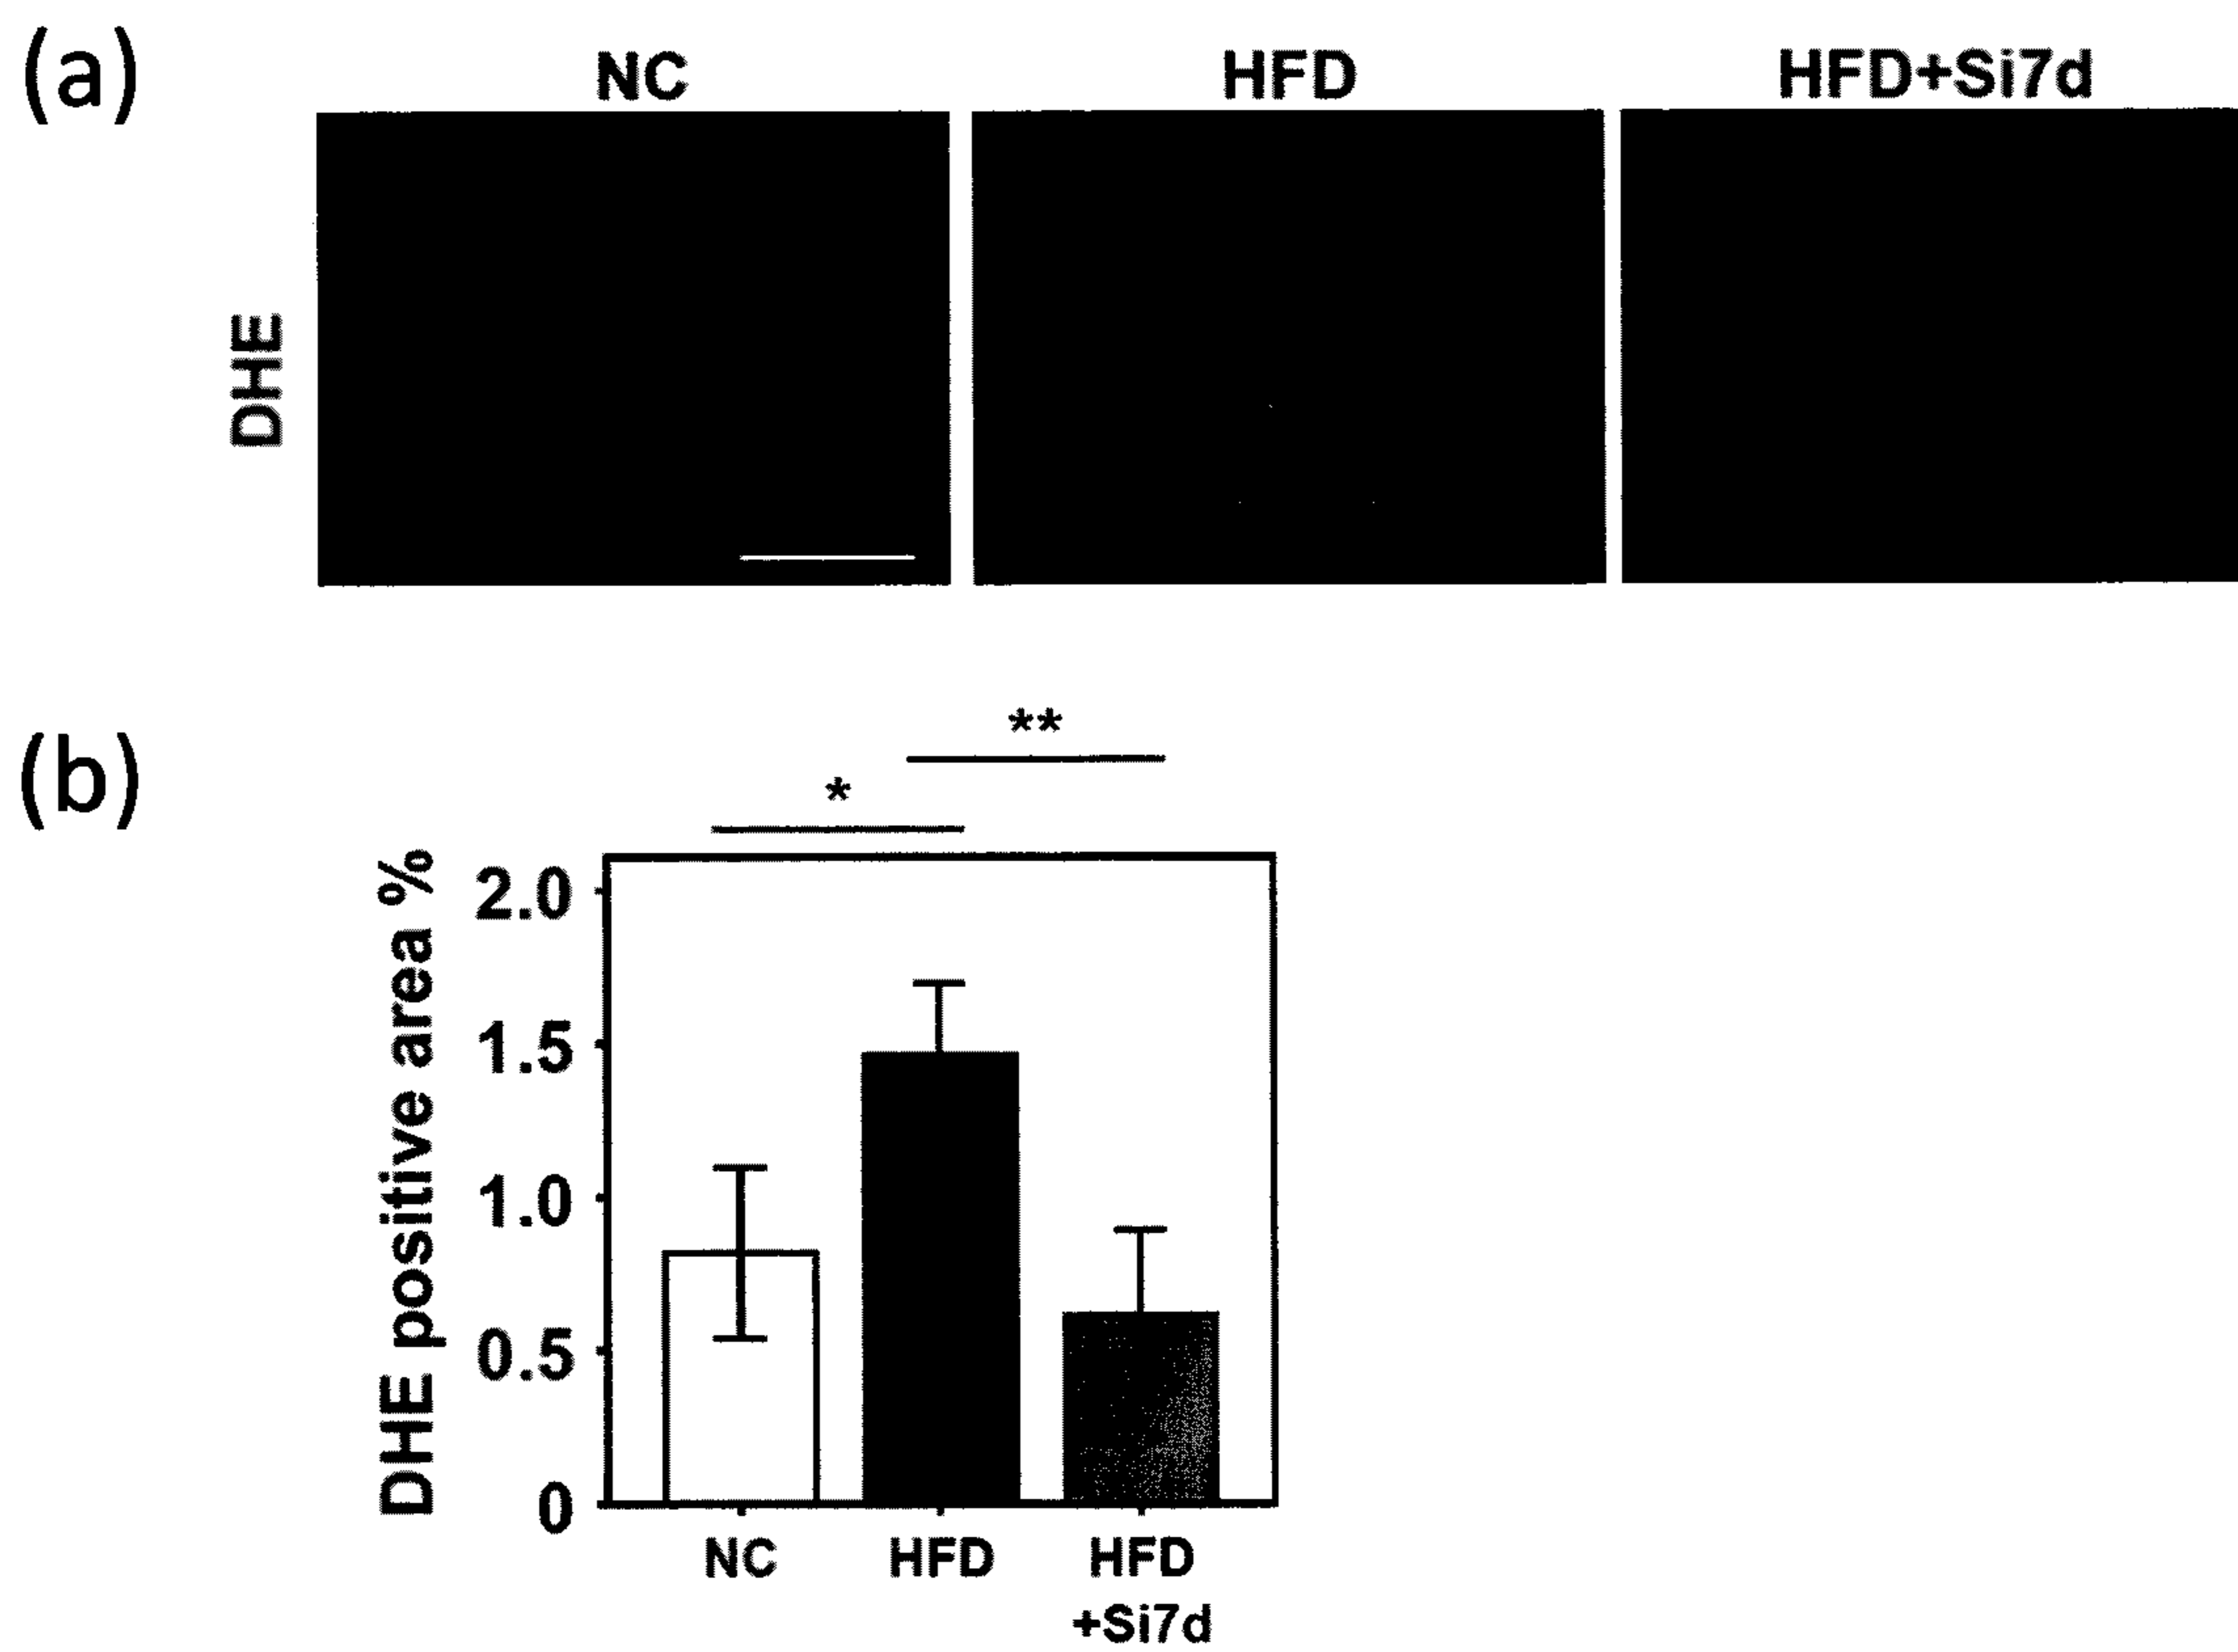 (a)
NC
HFD
HFD+Si7d
DHE
(b)
**
*
DHE positive area %
2.0
1.5
1.0
0.5
0
NC
HFD
HFD
+Si7d